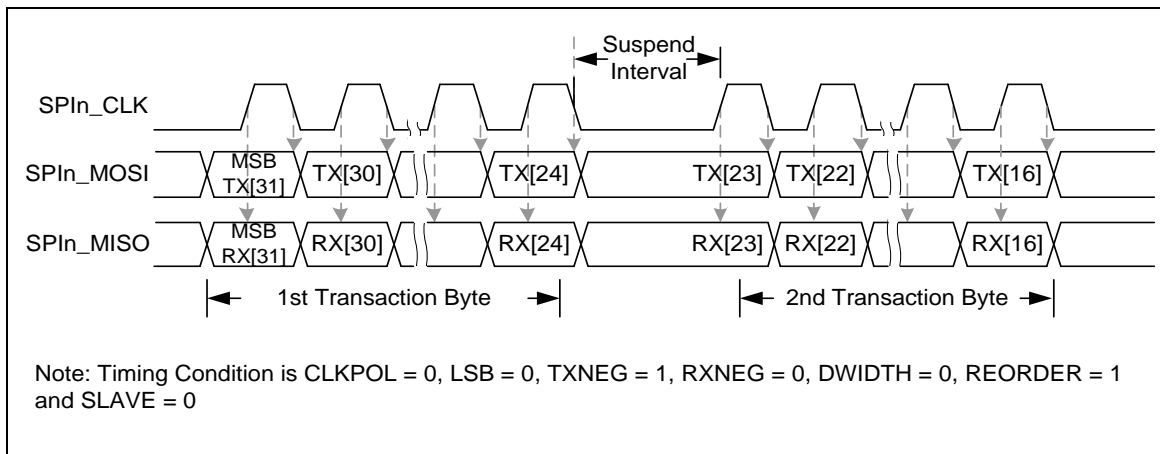 Suspend
Interval
SPIn_CLK
SPIn_MOSI
MSB
TX[31]
TX[30]
TX[24]
TX[23]
TX[22]
TX[16]
SPIn_MISO
MSB
RX[31]
RX[30]
RX[24]
RX[23]
RX[22]
RX[16]
1st Transaction Byte
2nd Transaction Byte
Note: Timing Condition is CLKPOL = 0, LSB = 0, TXNEG = 1, RXNEG = 0, DWIDTH = 0, REORDER = 1
and SLAVE = 0